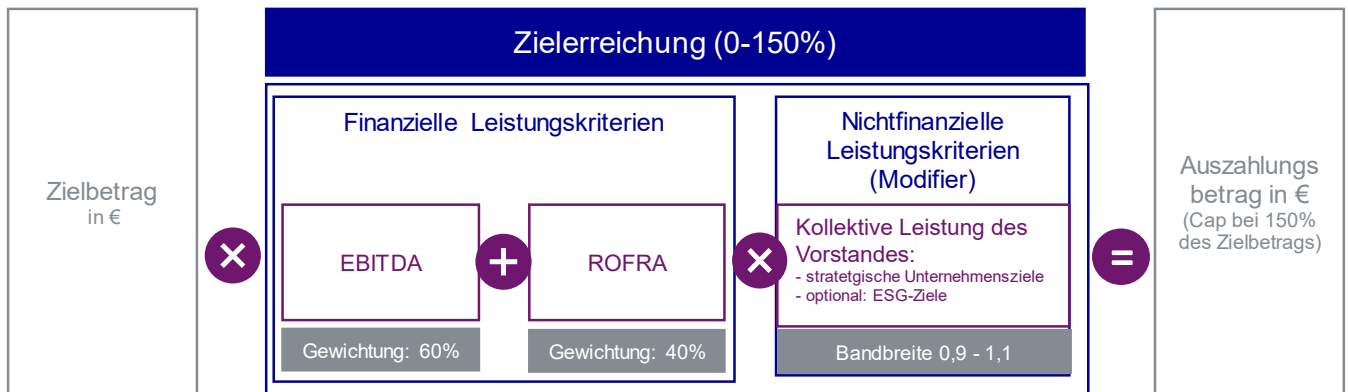 Zielerreichung (0-150%)
Zielbetrag
in €
×
Finanzielle Leistungskriterien
EBITDA
Gewichtung: 60%
+
ROFRA
Gewichtung: 40%
×
Nichtfinanzielle
Leistungskriterien
(Modifier)
Kollektive Leistung des
Vorstandes:
- stratetgische Unternehmensziele
- optional: ESG-Ziele
Bandbreite 0,9 - 1,1
=
Auszahlungs
betrag in €
(Cap bei 150%
des Zielbetrags)